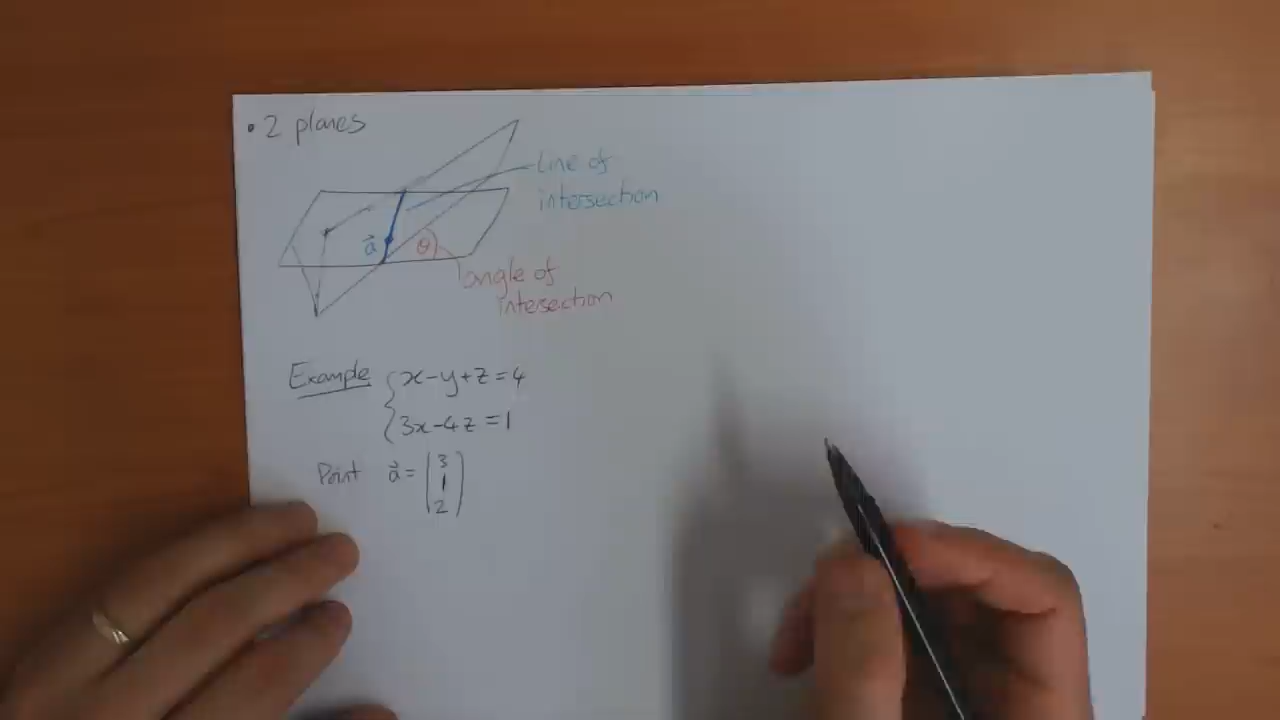 • 2 planes
line of
intersection
a⃗
θ
angle of
intersection
Example { x-y+z=4
3x-4z=1
Point a⃗ = (3
1
2)